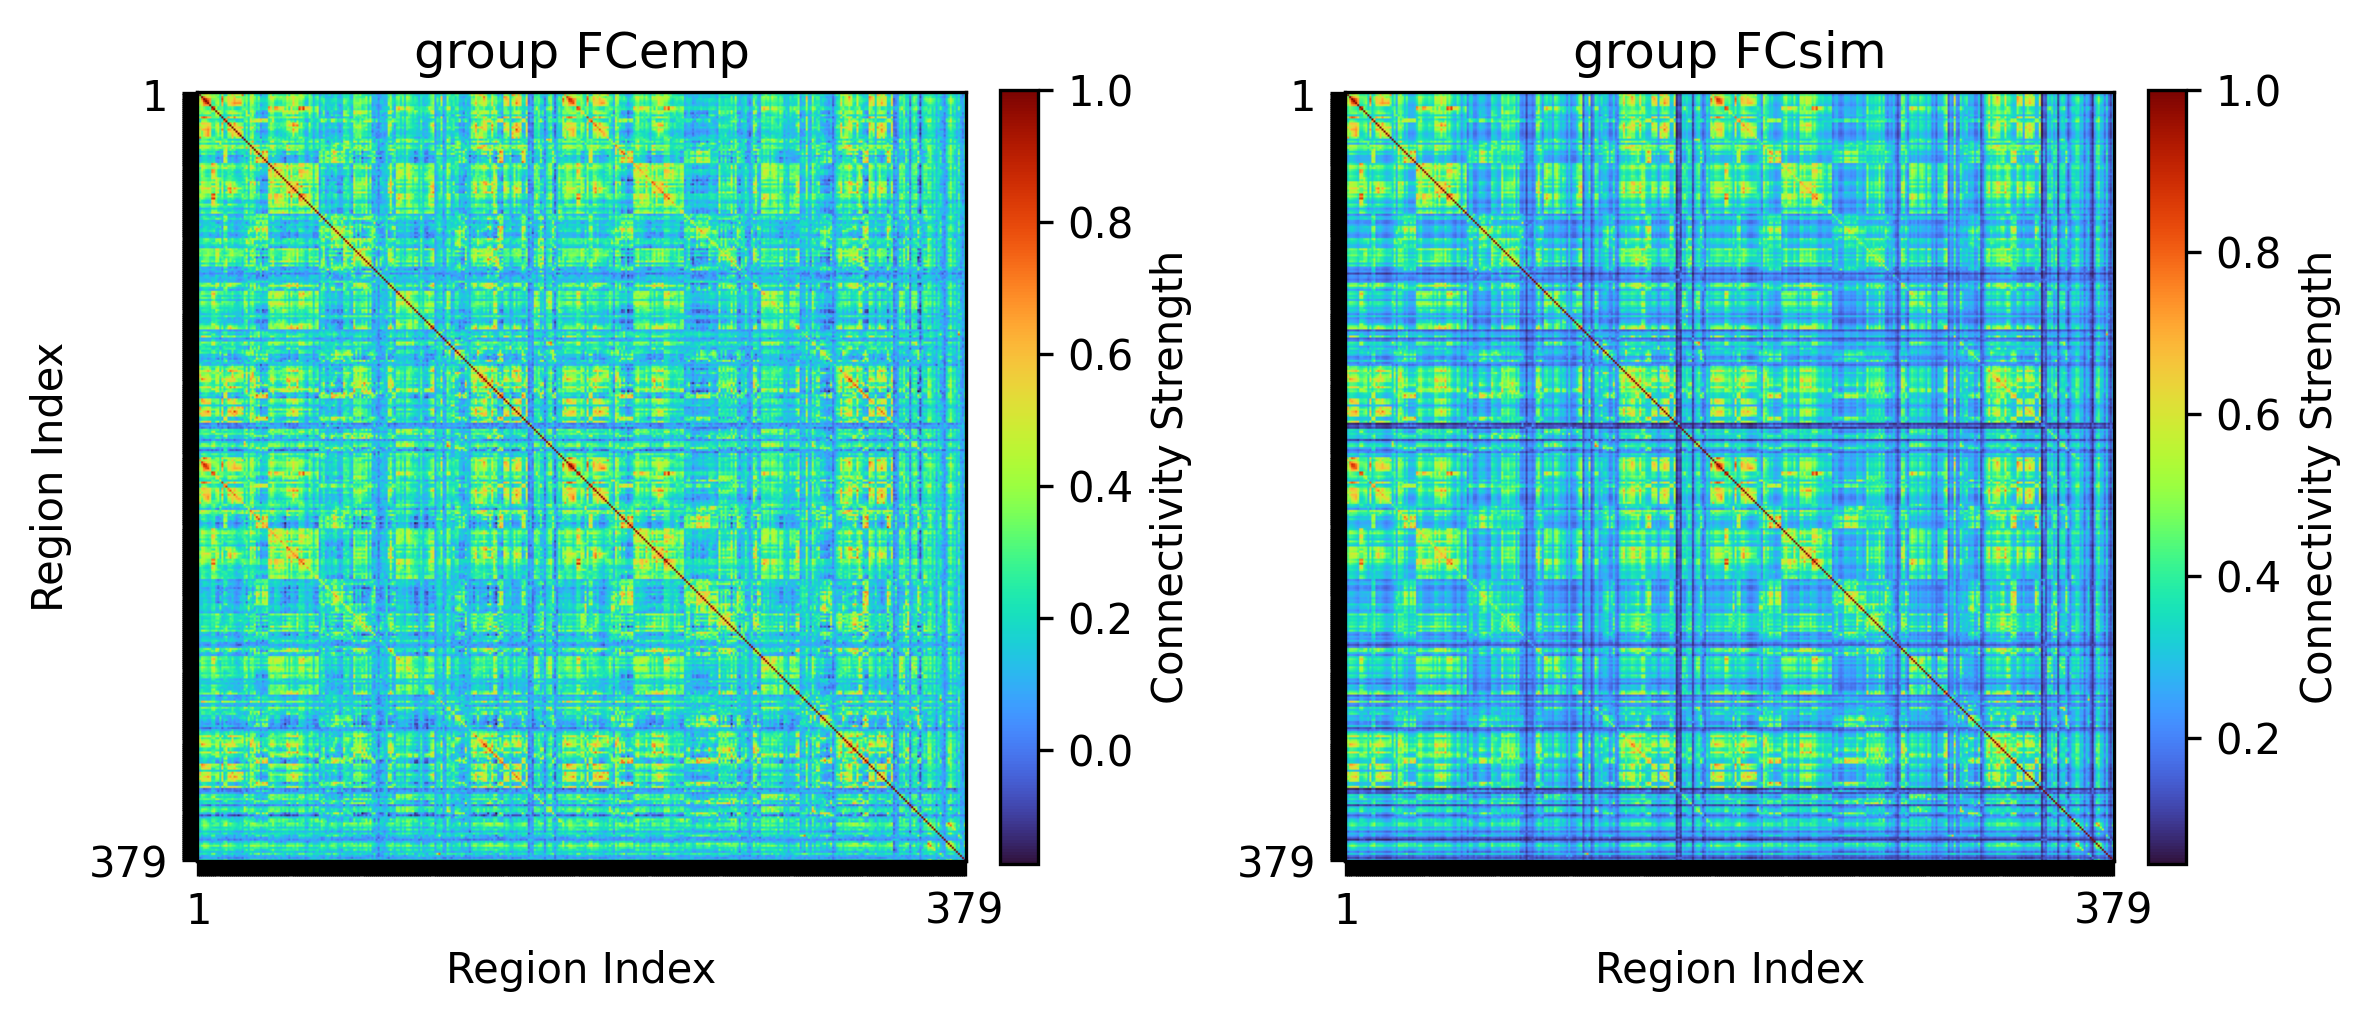 group FCemp
1
379
1
379
Region Index
Region Index
1.0
0.8
0.6
0.4
0.2
0.0
Connectivity Strength
group FCsim
1
379
1
379
Region Index
1.0
0.8
0.6
0.4
0.2
Connectivity Strength